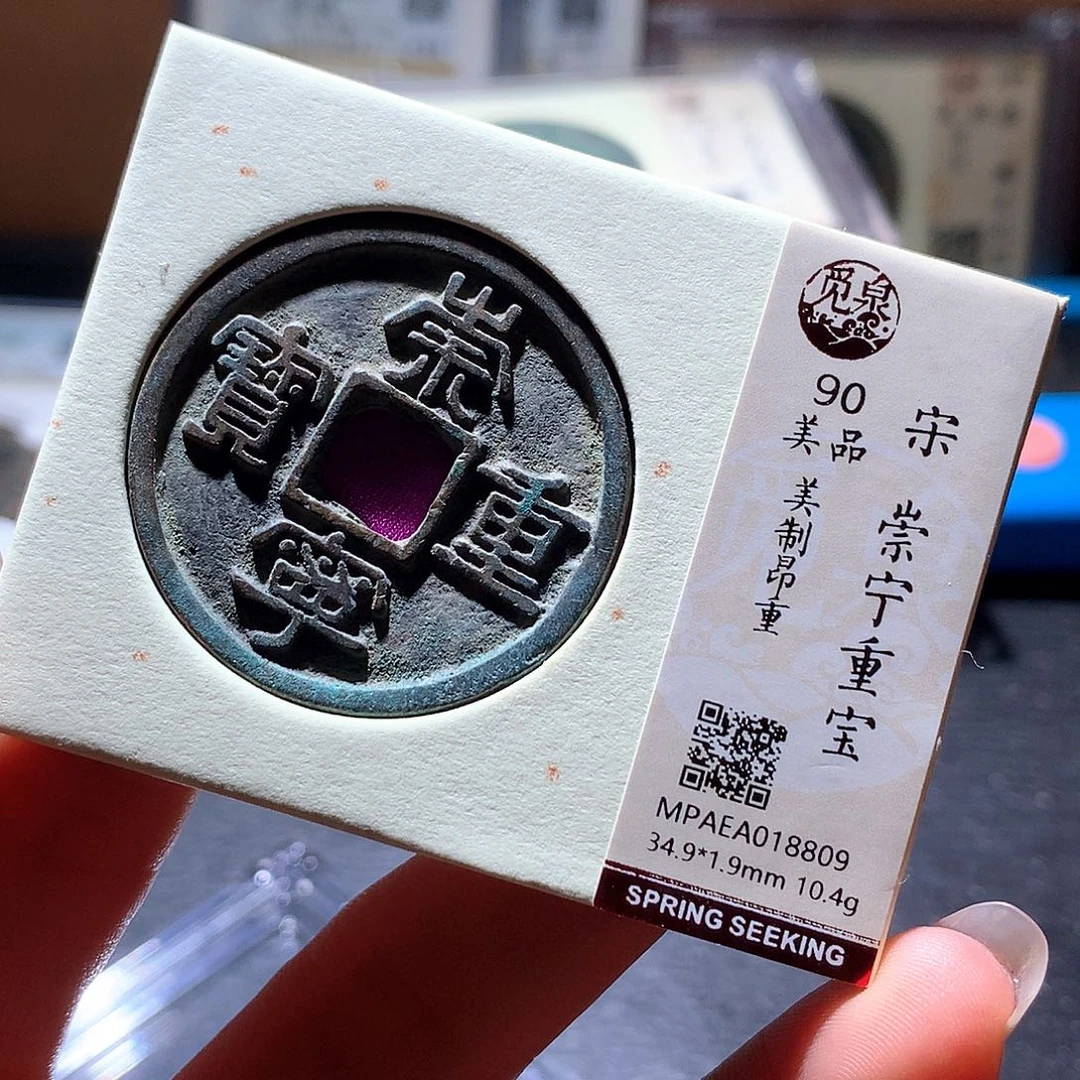 崇
寧
重
寳
觅泉
90
美品
美制昂重
宋 崇宁重宝
MPAEA018809
34.9*1.9mm 10.4g
SPRING SEEKING